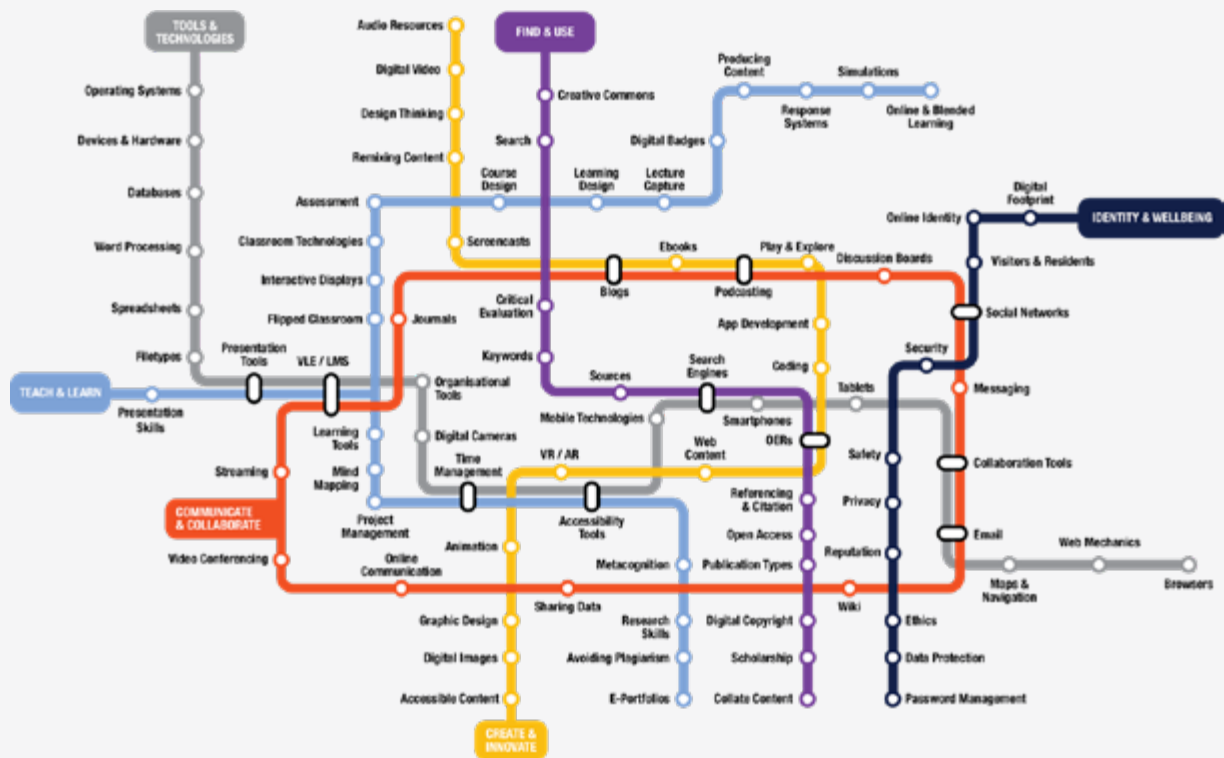 TOOLS &
TECHNOLOGIES
Audio Resources
FIND & USE
Digital Video
Producing
Content
Simulations
Operating Systems
Creative Commons
Response
Systems
Online & Blended
Learning
Design Thinking
Devices & Hardware
Search
Digital Badges
Remixing Content
Course
Design
Learning
Design
Lecture
Capture
Databases
Assessment
Digital
Footprint
Online Identity
IDENTITY & WELLBEING
Word Processing
Classroom Technologies
Screencasts
Ebooks
Play & Explore
Discussion Boards
Visitors & Residents
Interactive Displays
Blogs
Podcasting
Spreadsheets
Flipped Classroom
Journals
Critical
Evaluation
App Development
Social Networks
Filetypes
Presentation
Tools
VLE / LMS
Keywords
Search
Engines
Coding
Security
TEACH & LEARN
Presentation
Skills
Organisational
Tools
Sources
Tablets
Messaging
Mobile Technologies
Smartphones
Learning
Tools
Digital Cameras
OERs
Streaming
Mind
Mapping
Time
Management
VR / AR
Web
Content
Safety
Collaboration Tools
COMMUNICATE
& COLLABORATE
Project
Management
Accessibility
Tools
Referencing
& Citation
Privacy
Video Conferencing
Online
Communication
Animation
Metacognition
Open Access
Publication Types
Reputation
Email
Web Mechanics
Maps &
Navigation
Browsers
Sharing Data
Wiki
Graphic Design
Research
Skills
Digital Copyright
Ethics
Digital Images
Avoiding Plagiarism
Scholarship
Data Protection
Accessible Content
E-Portfolios
Collate Content
Password Management
CREATE &
INNOVATE